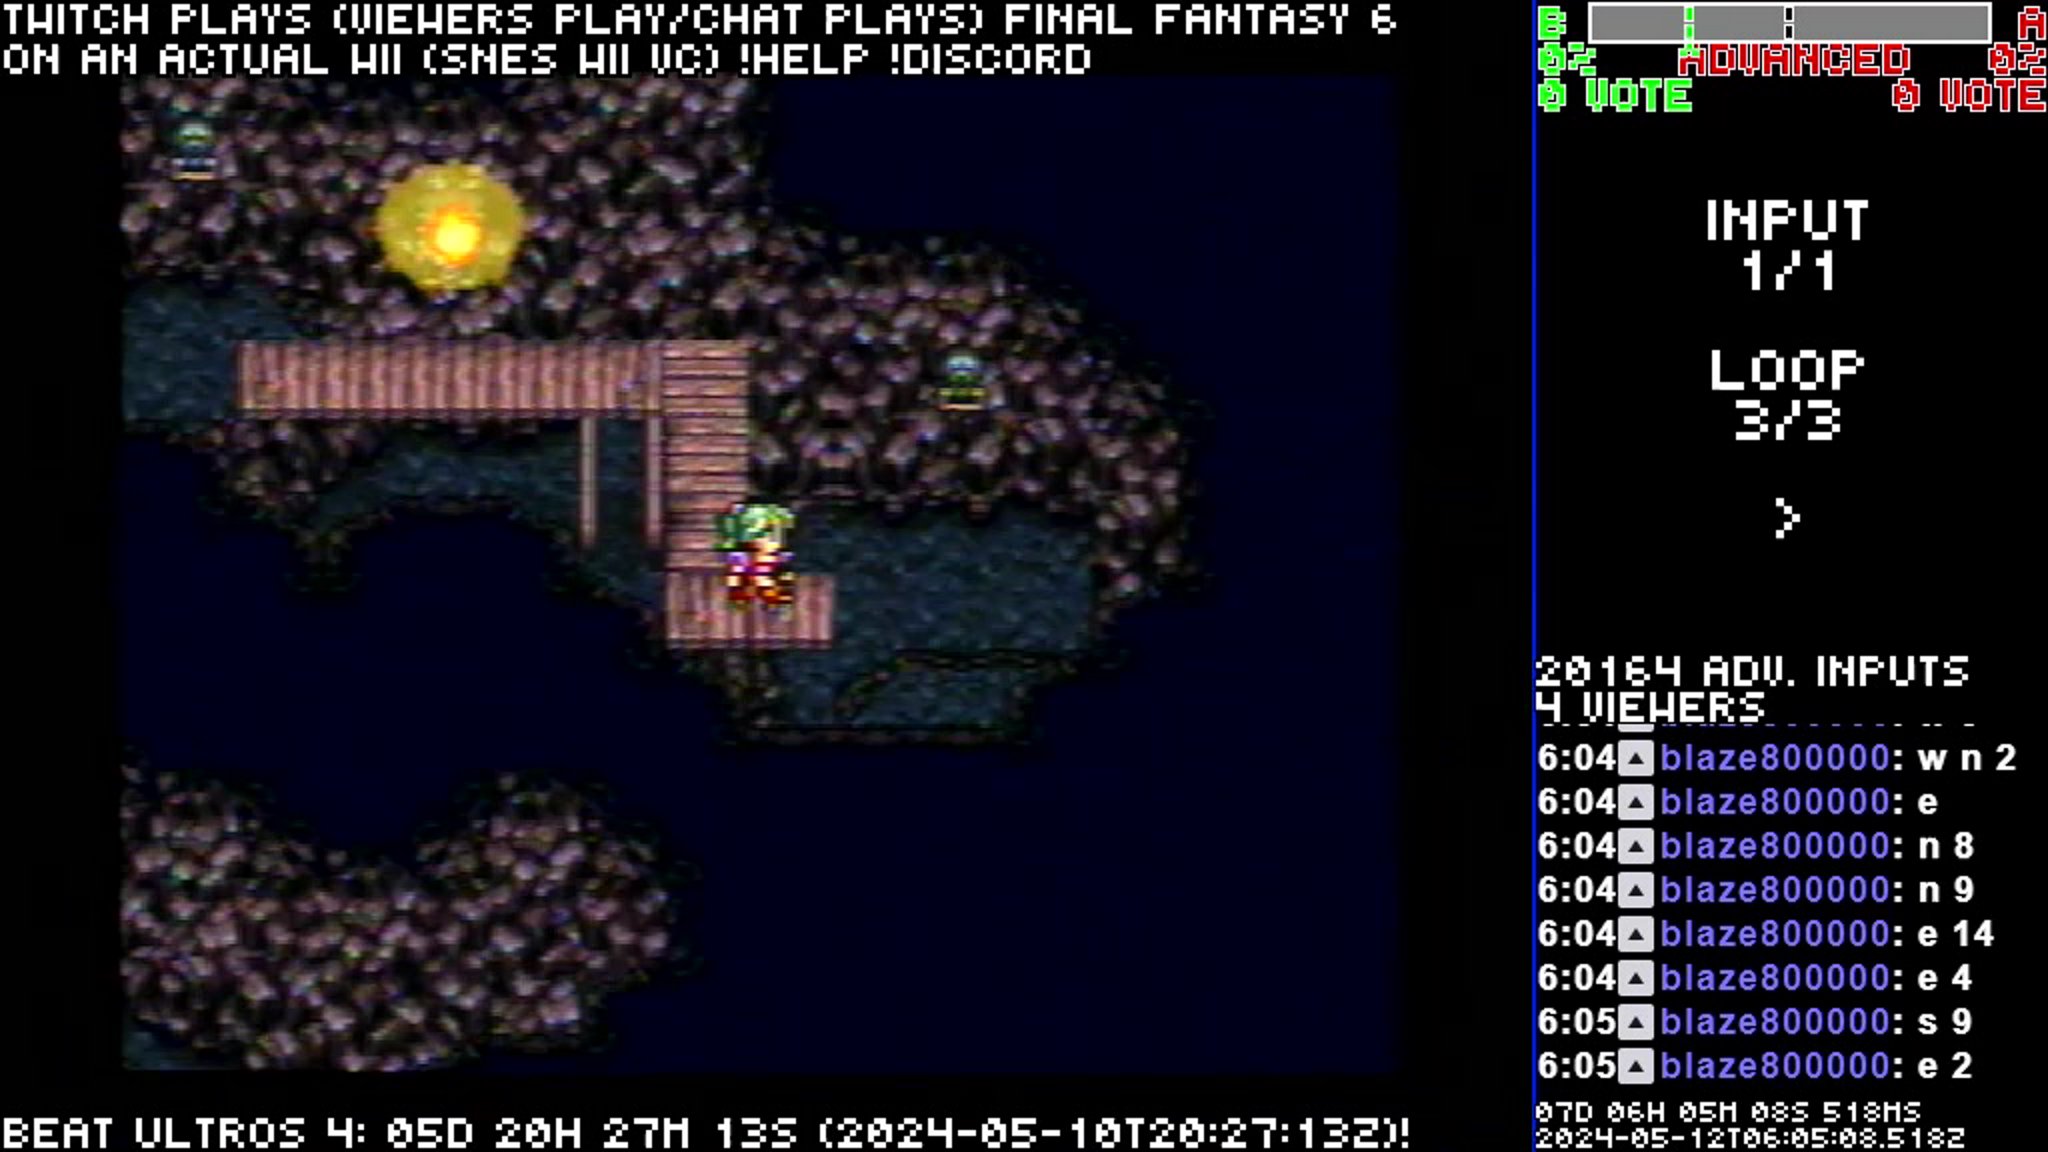 TWITCH PLAYS (VIEWERS PLAY/CHAT PLAYS) FINAL FANTASY 6
ON AN ACTUAL WII (SNES WII VC) !HELP !DISCORD
B A
0% ADVANCED 0%
0 VOTE 0 VOTE
INPUT
1/1
LOOP
3/3
>
20164 ADV. INPUTS
4 VIEWERS
6:04 blaze800000: w n 2
6:04 blaze800000: e
6:04 blaze800000: n 8
6:04 blaze800000: n 9
6:04 blaze800000: e 14
6:04 blaze800000: e 4
6:05 blaze800000: s 9
6:05 blaze800000: e 2
07D 06H 05M 08S 518MS
2024-05-12T06:05:08.518Z
BEAT ULTROS 4: 05D 20H 27M 13S (2024-05-10T20:27:13Z)!